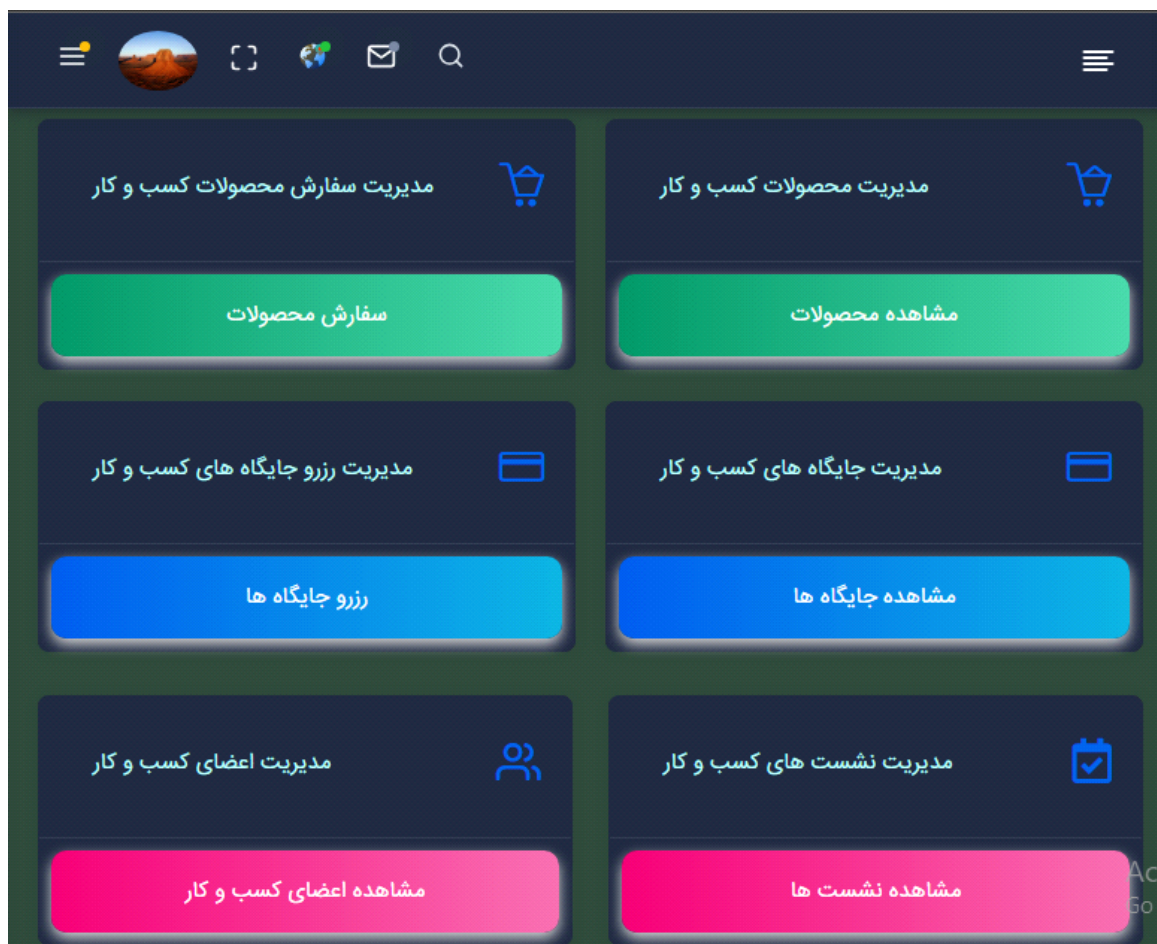 مدیریت محصولات کسب و کار
مدیریت سفارش محصولات کسب و کار
مشاهده محصولات
سفارش محصولات
مدیریت جایگاه های کسب و کار
مدیریت رزرو جایگاه های کسب و کار
مشاهده جایگاه ها
رزرو جایگاه ها
مدیریت نشست های کسب و کار
مدیریت اعضای کسب و کار
مشاهده نشست ها
مشاهده اعضای کسب و کار
Ac
Go